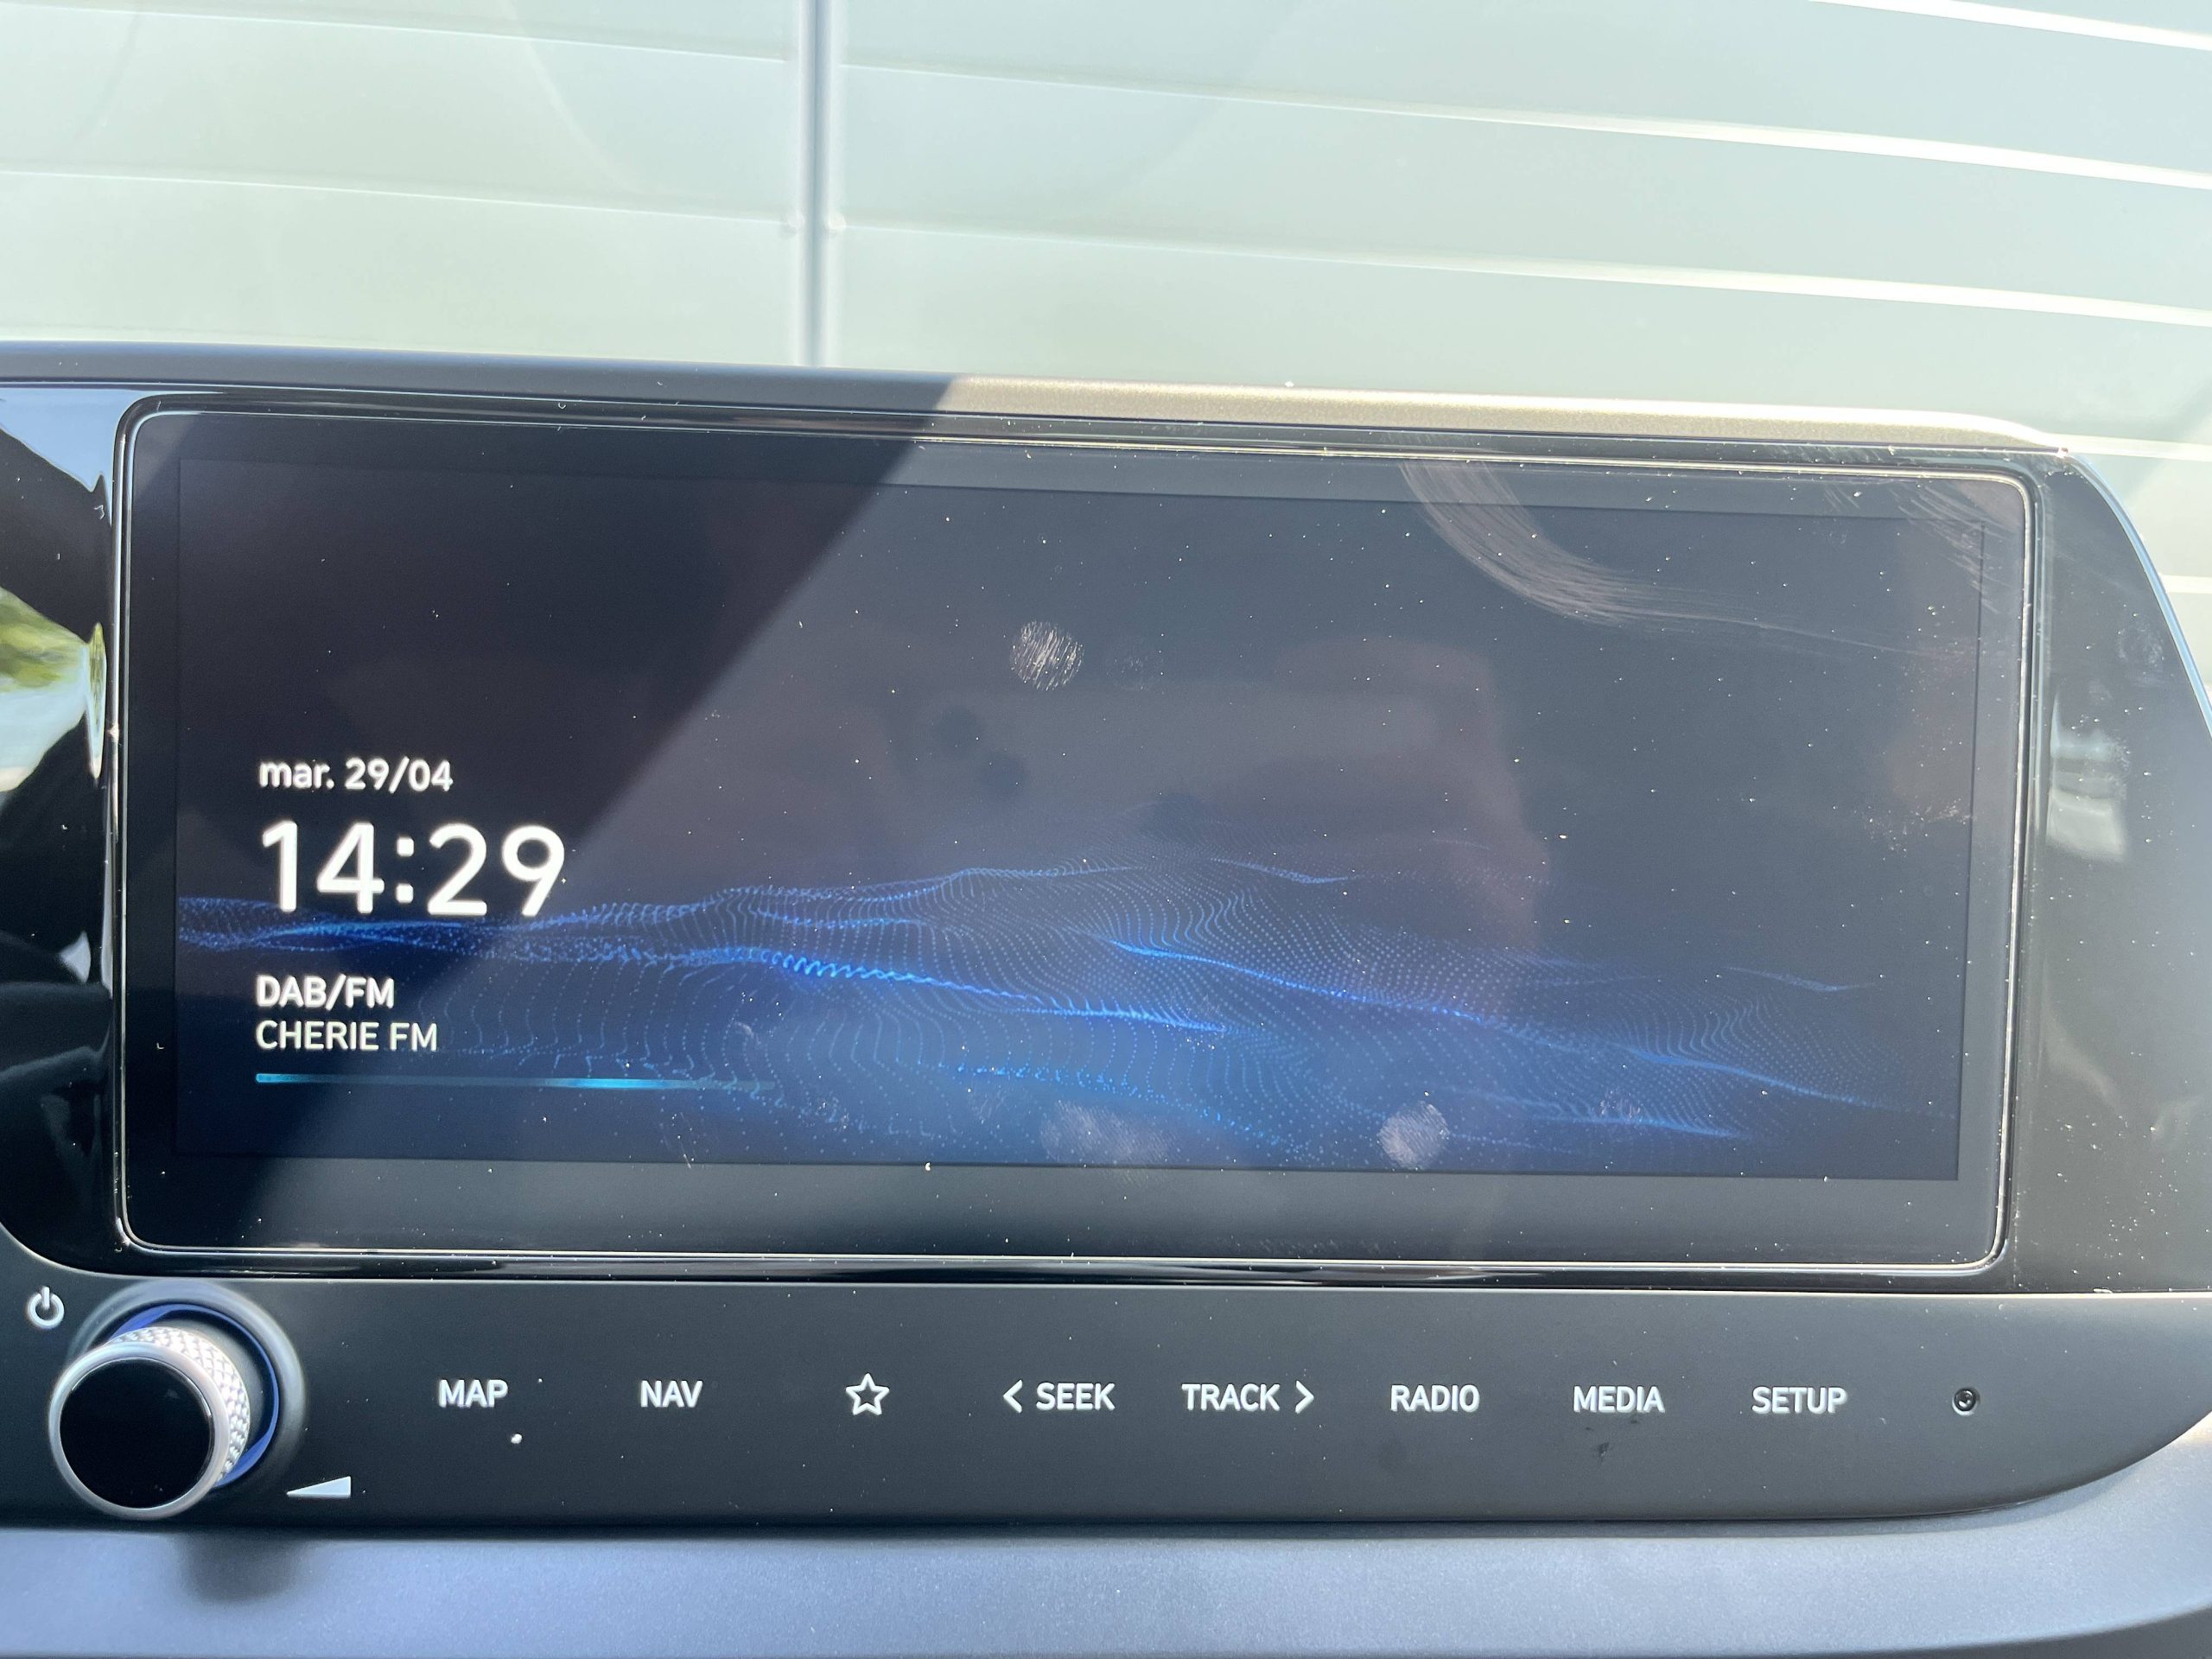 mar. 29/04
14:29
DAB/FM
CHERIE FM
MAP NAV < SEEK TRACK > RADIO MEDIA SETUP